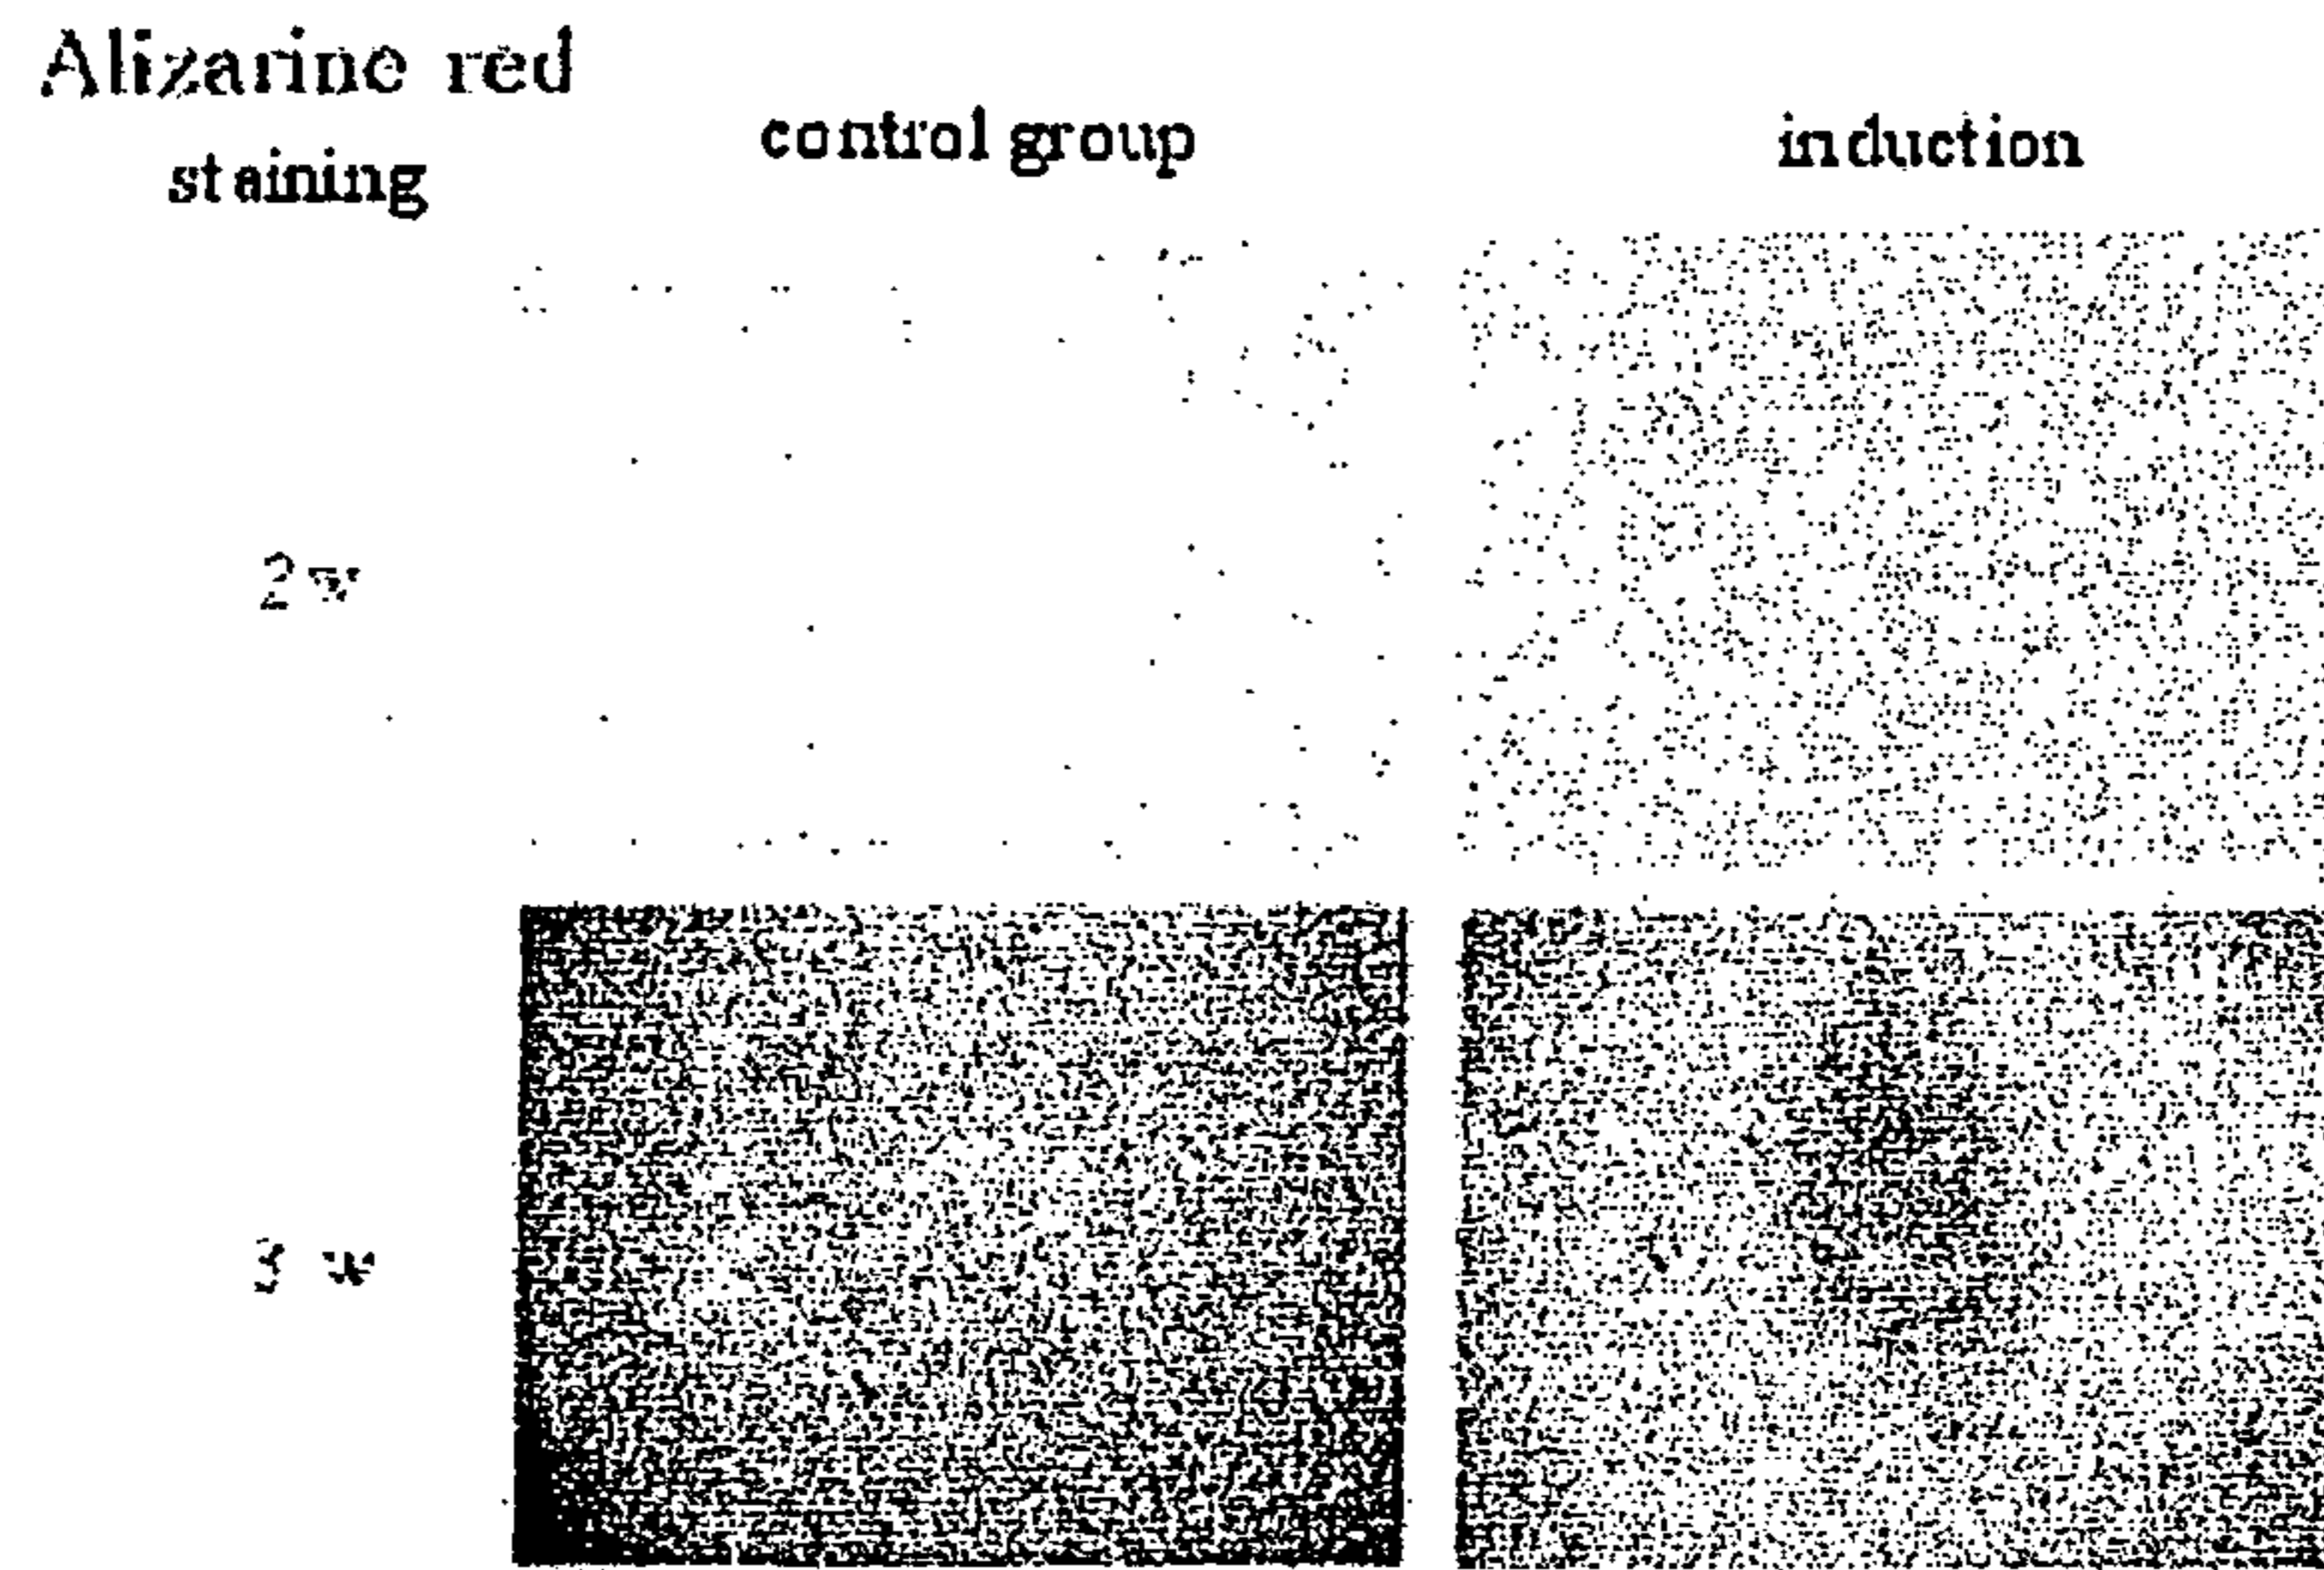 Alizarine red
staining
control group
induction
2 w
3 w